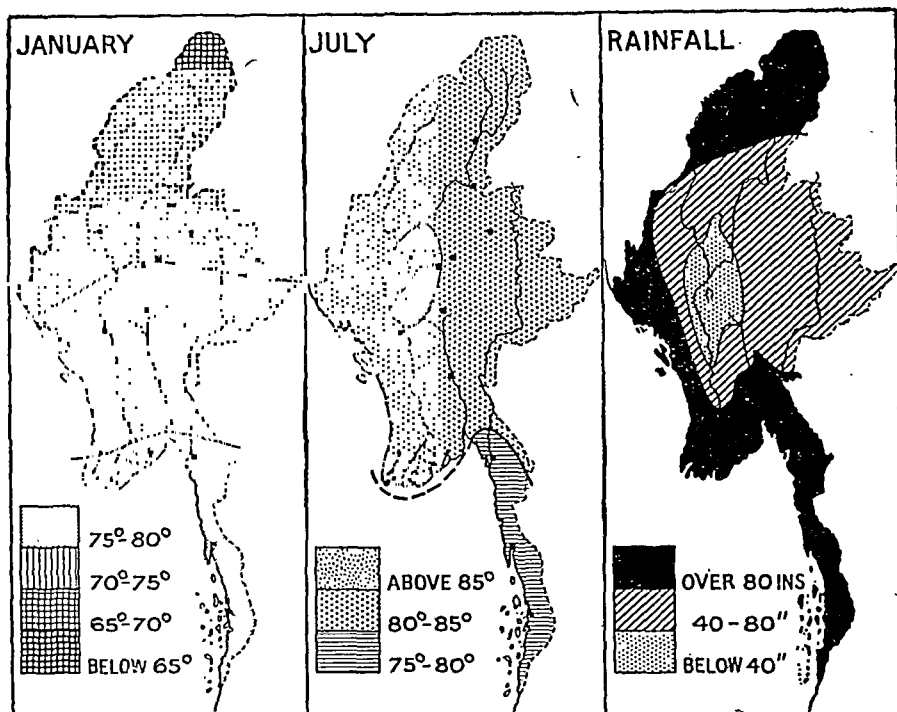 JANUARY
75°-80°
70°-75°
65°-70°
BELOW 65°
JULY
ABOVE 85°
80°-85°
75°-80°
RAINFALL
OVER 80 INS
40-80"
BELOW 40"